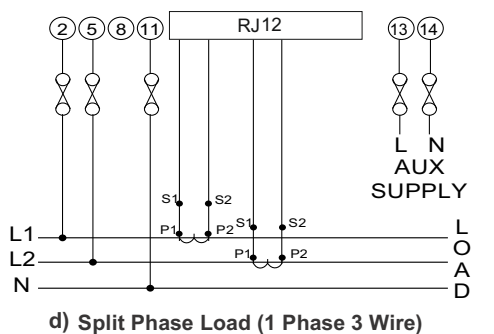 2 5 8 11 RJ12 13 14
L N
AUX
SUPPLY
S1 S2
S1 S2
L1 P1 P2 L
P1 P2 O
L2 A
N D
d) Split Phase Load (1 Phase 3 Wire)